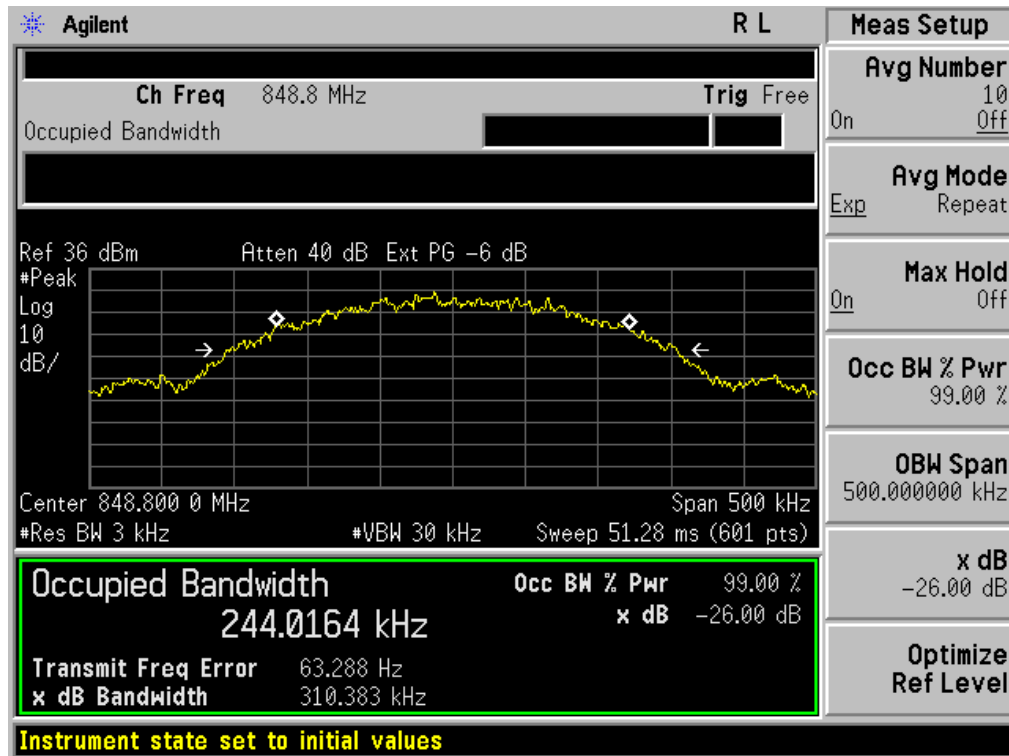 Agilent R L
Ch Freq 848.8 MHz Trig Free
Occupied Bandwidth
Ref 36 dBm Atten 40 dB Ext PG -6 dB
#Peak
Log
10
dB/
Center 848.800 0 MHz Span 500 kHz
#Res BW 3 kHz #VBW 30 kHz Sweep 51.28 ms (601 pts)
Occupied Bandwidth Occ BW % Pwr 99.00 %
244.0164 kHz x dB -26.00 dB
Transmit Freq Error 63.288 Hz
x dB Bandwidth 310.383 kHz
Instrument state set to initial values
Meas Setup
Avg Number
10
On Off
Avg Mode
Exp Repeat
Max Hold
On Off
Occ BW % Pwr
99.00 %
OBW Span
500.000000 kHz
x dB
-26.00 dB
Optimize
Ref Level